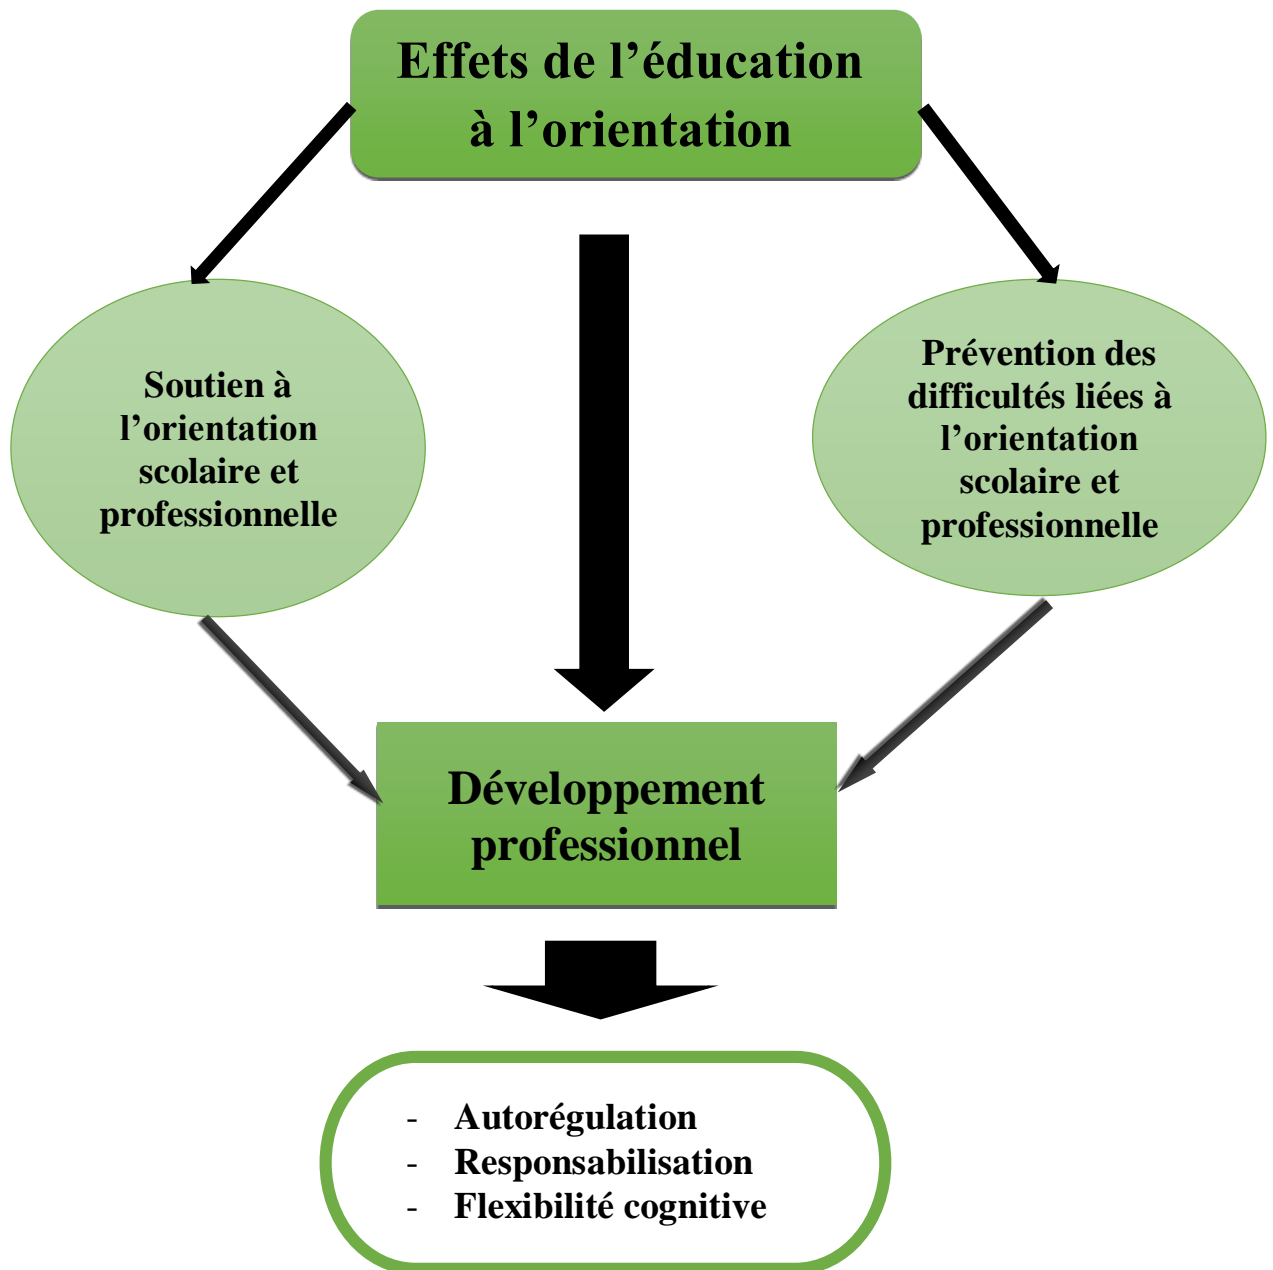 Effets de l’éducation
à l’orientation
Soutien à
l’orientation
scolaire et
professionnelle
Prévention des
difficultés liées à
l’orientation
scolaire et
professionnelle
Développement
professionnel
- Autorégulation
- Responsabilisation
- Flexibilité cognitive